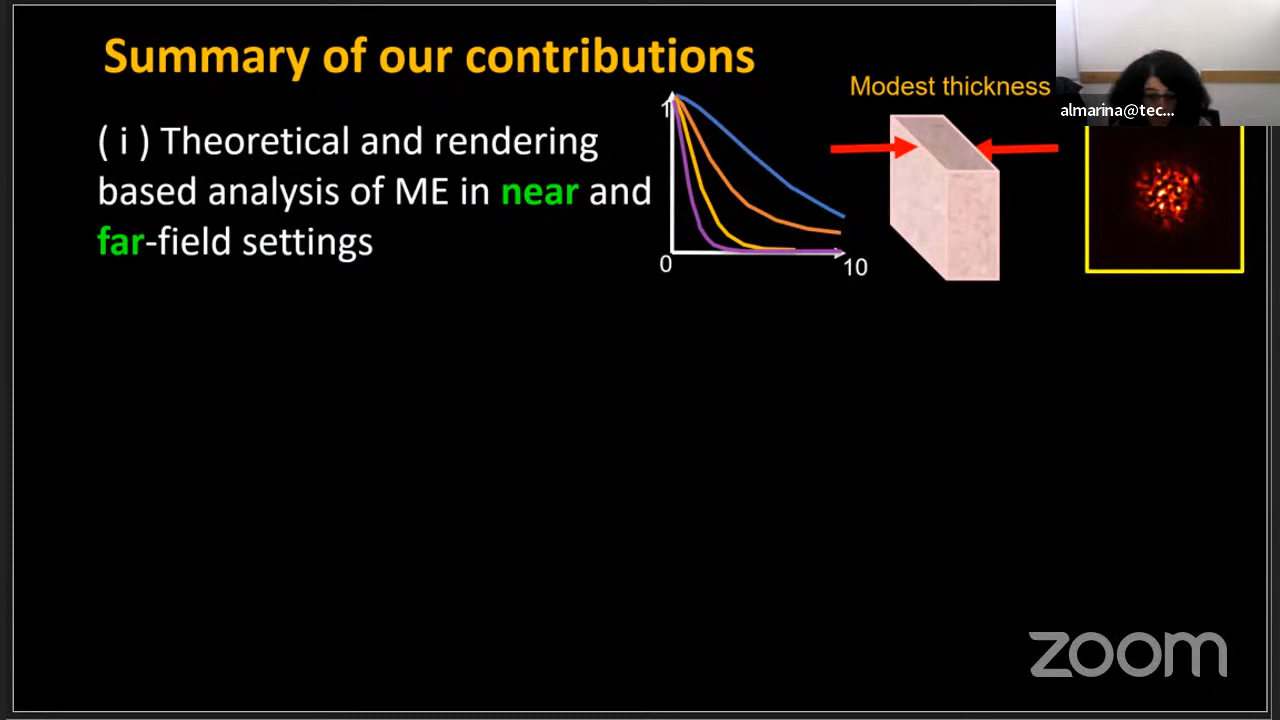 Summary of our contributions
Modest thickness
almarina@tec...
( i ) Theoretical and rendering
based analysis of ME in near and
far-field settings
1
0
10
zoom